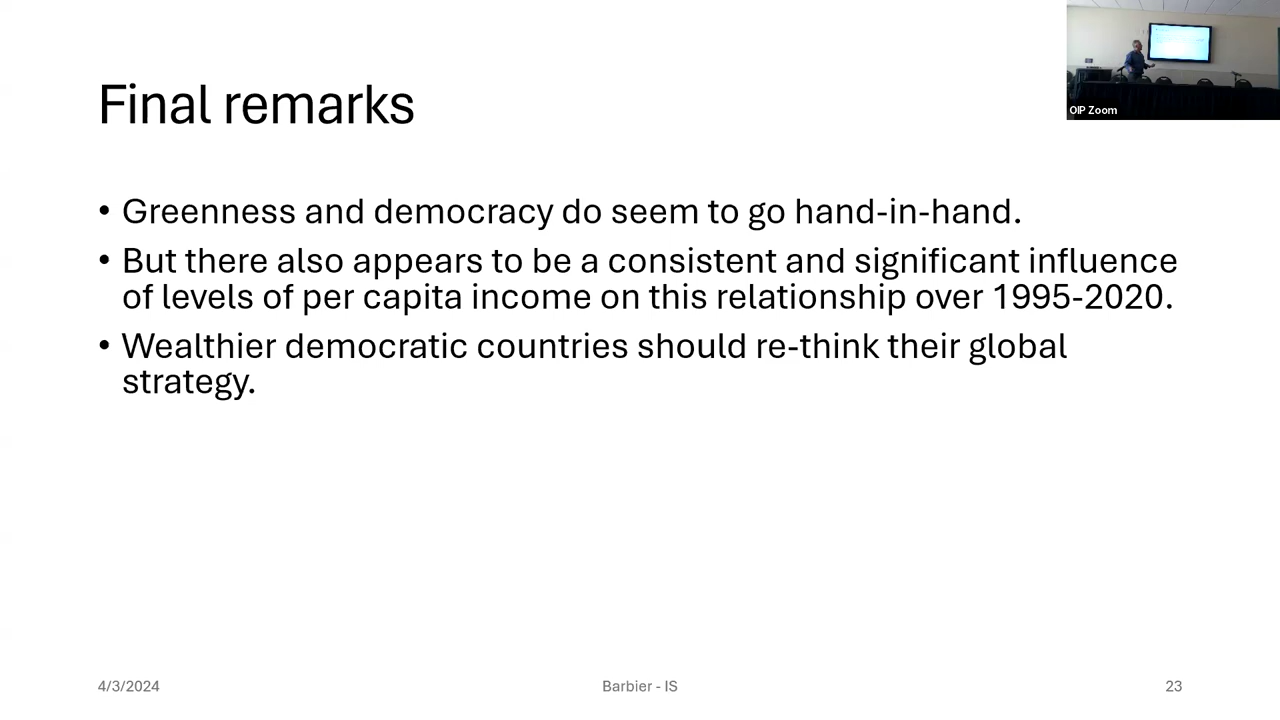 OIP Zoom
Final remarks
• Greenness and democracy do seem to go hand-in-hand.
• But there also appears to be a consistent and significant influence
of levels of per capita income on this relationship over 1995-2020.
• Wealthier democratic countries should re-think their global
strategy.
4/3/2024
Barbier - IS
23